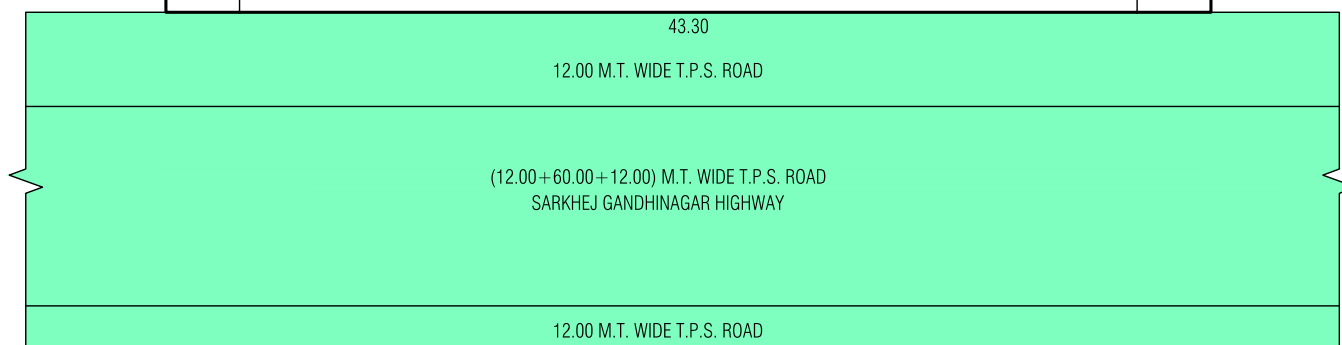 43.30
12.00 M.T. WIDE T.P.S. ROAD
(12.00+60.00+12.00) M.T. WIDE T.P.S. ROAD
SARKHEJ GANDHINAGAR HIGHWAY
12.00 M.T. WIDE T.P.S. ROAD